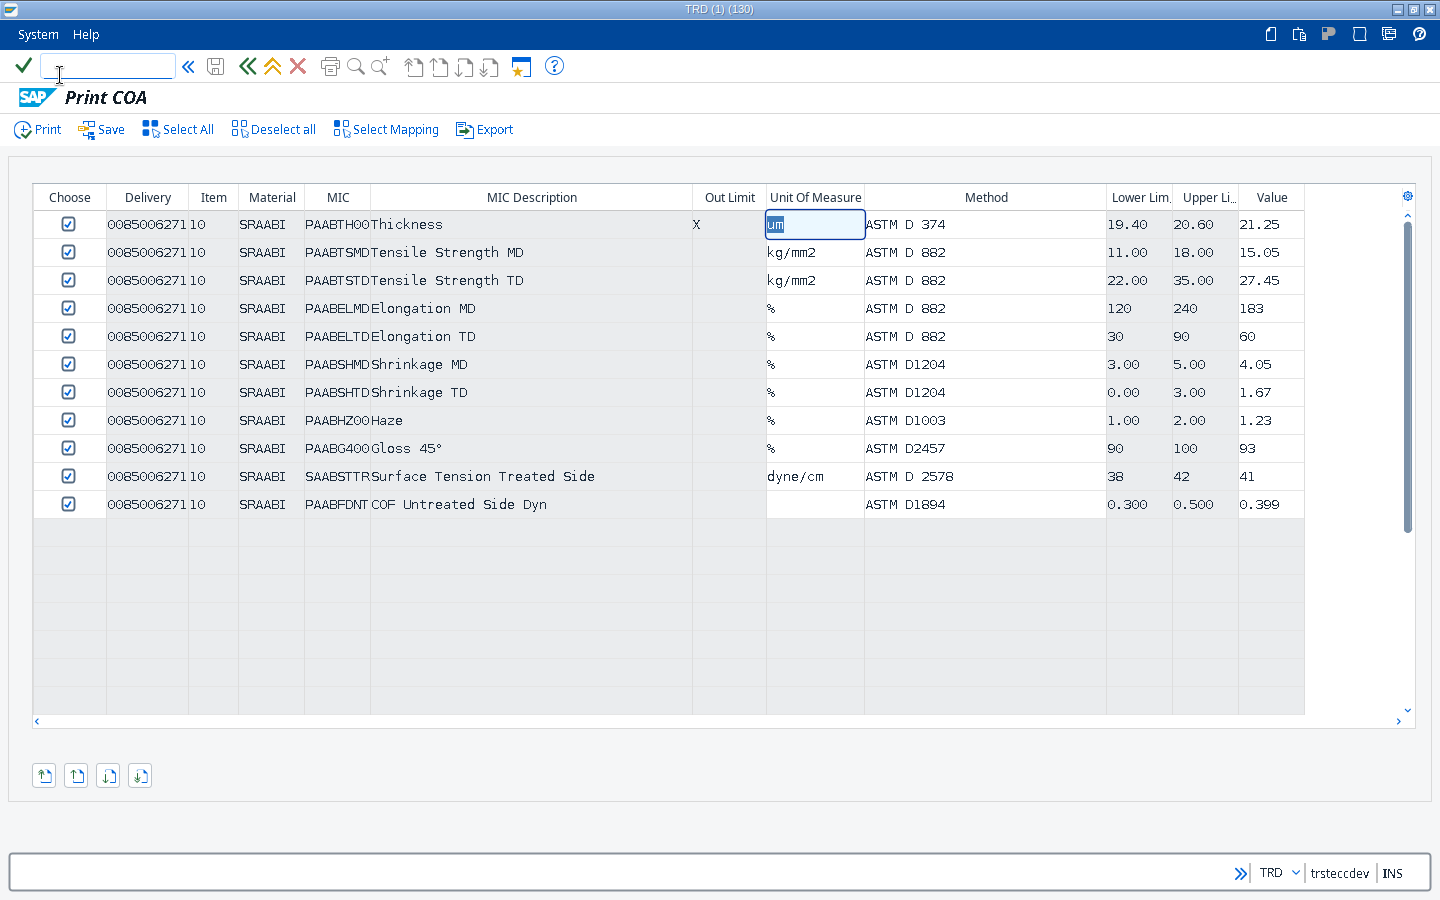 TRD (1) (130)
System Help
SAP Print COA
Print Save Select All Deselect all Select Mapping Export
Choose Delivery Item Material MIC MIC Description Out Limit Unit Of Measure Method Lower Lim. Upper Li... Value
0085006271 10 SRAABI PAABTH00 Thickness X um ASTM D 374 19.40 20.60 21.25
0085006271 10 SRAABI PAABTSMD Tensile Strength MD kg/mm2 ASTM D 882 11.00 18.00 15.05
0085006271 10 SRAABI PAABTSTD Tensile Strength TD kg/mm2 ASTM D 882 22.00 35.00 27.45
0085006271 10 SRAABI PAABELMD Elongation MD % ASTM D 882 120 240 183
0085006271 10 SRAABI PAABELTD Elongation TD % ASTM D 882 30 90 60
0085006271 10 SRAABI PAABSHMD Shrinkage MD % ASTM D1204 3.00 5.00 4.05
0085006271 10 SRAABI PAABSHTD Shrinkage TD % ASTM D1204 0.00 3.00 1.67
0085006271 10 SRAABI PAABHZ00 Haze % ASTM D1003 1.00 2.00 1.23
0085006271 10 SRAABI PAABG400 Gloss 45° % ASTM D2457 90 100 93
0085006271 10 SRAABI SAABSTTR Surface Tension Treated Side dyne/cm ASTM D 2578 38 42 41
0085006271 10 SRAABI PAABFDNT COF Untreated Side Dyn ASTM D1894 0.300 0.500 0.399
TRD trsteccdev INS